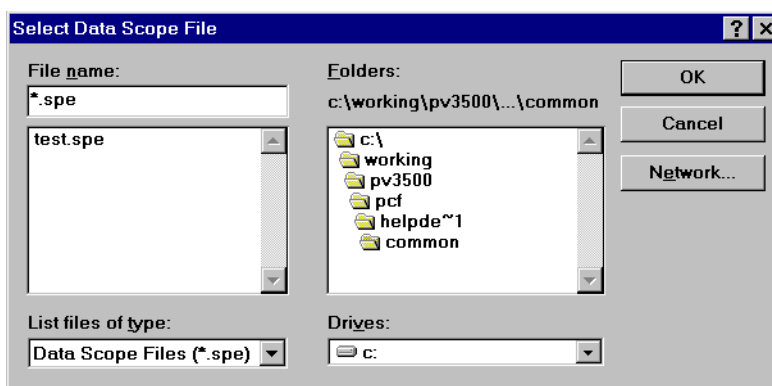 Select Data Scope File
File name:
*.spe
test.spe
List files of type:
Data Scope Files (*.spe)
Folders:
c:\working\pv3500\...\common
c:\
working
pv3500
pcf
helpde~1
common
Drives:
c:
OK
Cancel
Network...